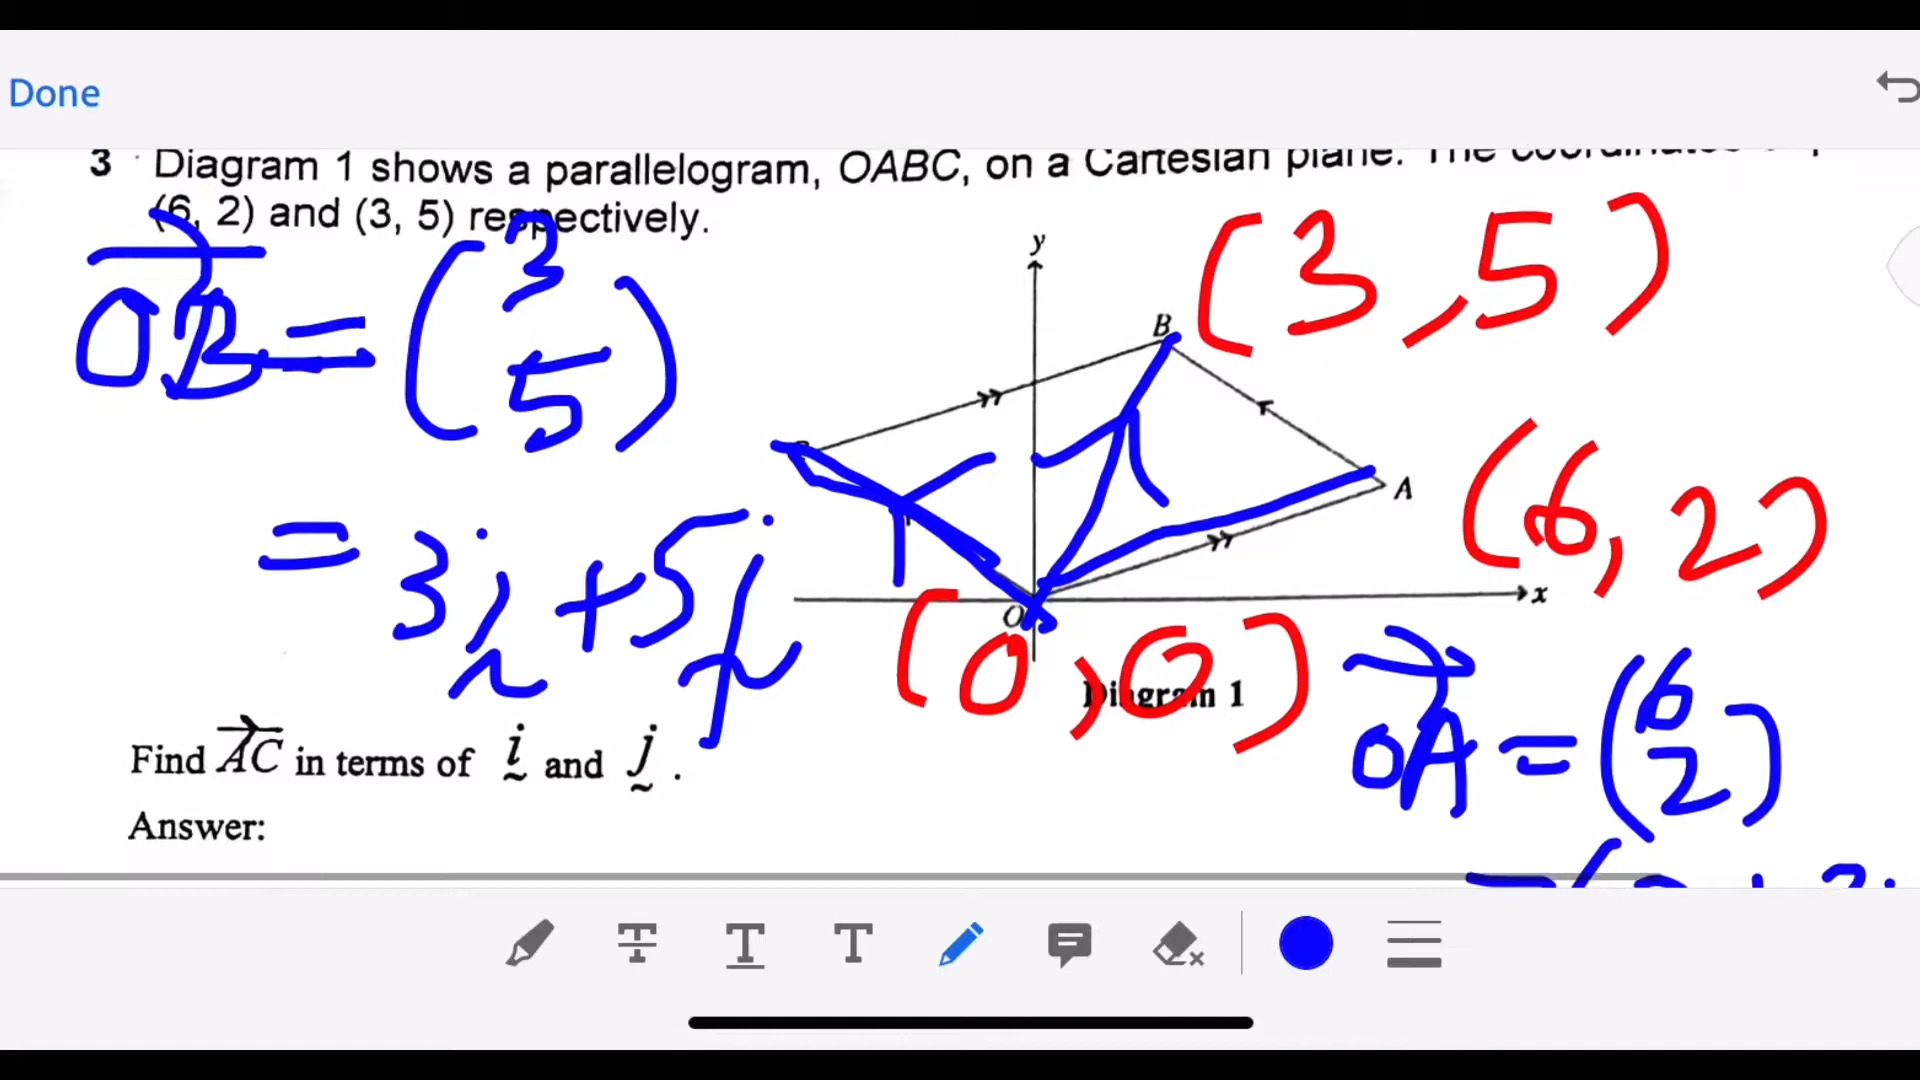 Done
3 Diagram 1 shows a parallelogram, OABC, on a Cartesian plane. The coordinates
(6, 2) and (3, 5) respectively.
OB = (3
5)
= 3i + 5j
y
B
(3, 5)
A
(6, 2)
x
O
(0, 0)
Diagram 1
OA = (6
2)
Find AC in terms of i and j .
Answer: